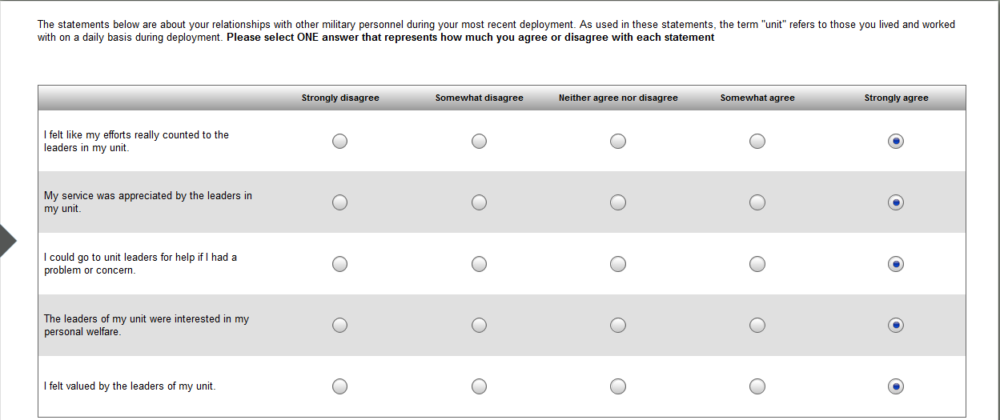 The statements below are about your relationships with other military personnel during your most recent deployment. As used in these statements, the term "unit" refers to those you lived and worked
with on a daily basis during deployment. Please select ONE answer that represents how much you agree or disagree with each statement
Strongly disagree Somewhat disagree Neither agree nor disagree Somewhat agree Strongly agree
I felt like my efforts really counted to the
leaders in my unit.
My service was appreciated by the leaders in
my unit.
I could go to unit leaders for help if I had a
problem or concern.
The leaders of my unit were interested in my
personal welfare.
I felt valued by the leaders of my unit.